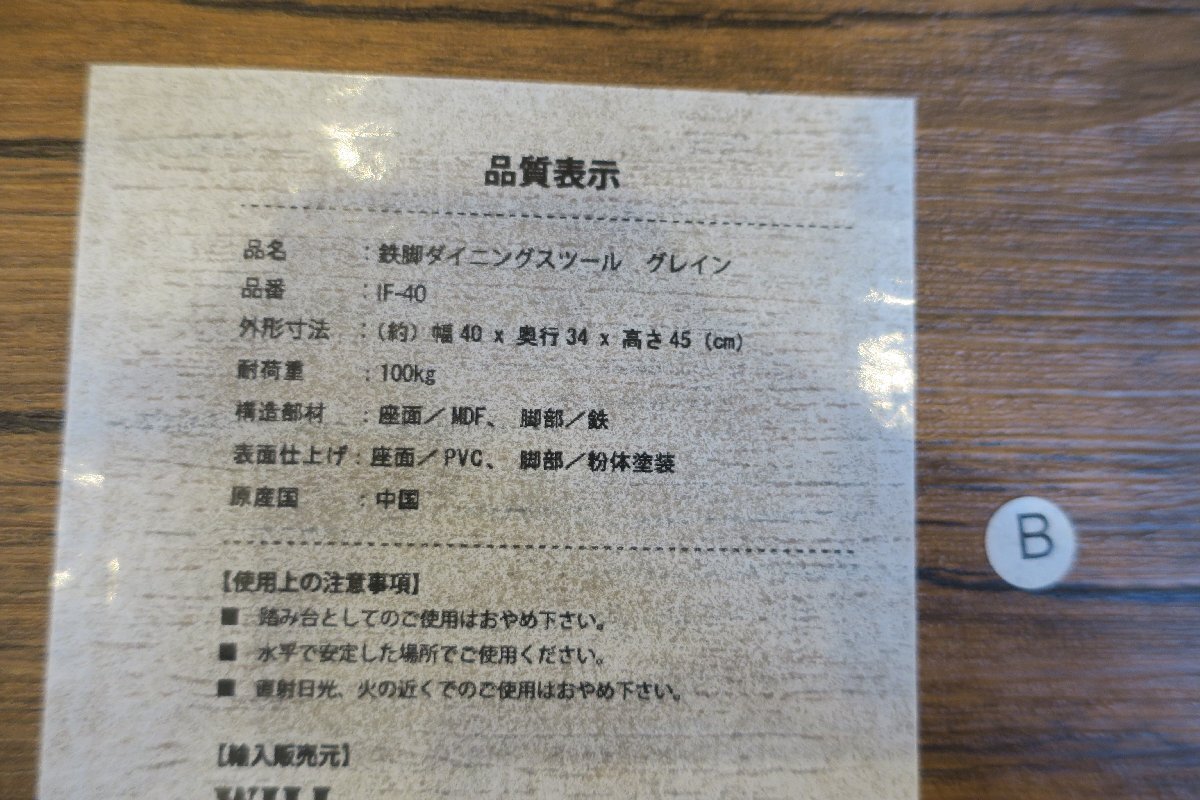 品質表示
品名 : 鉄脚ダイニングスツール グレイン
品番 : IF-40
外形寸法 : (約) 幅 40 x 奥行 34 x 高さ 45 (cm)
耐荷重 : 100kg
構造部材 : 座面／MDF、 脚部／鉄
表面仕上げ : 座面／PVC、 脚部／粉体塗装
原産国 : 中国
【使用上の注意事項】
■ 踏み台としてのご使用はおやめ下さい。
■ 水平で安定した場所でご使用ください。
■ 直射日光、火の近くでのご使用はおやめ下さい。
【輸入販売元】
B